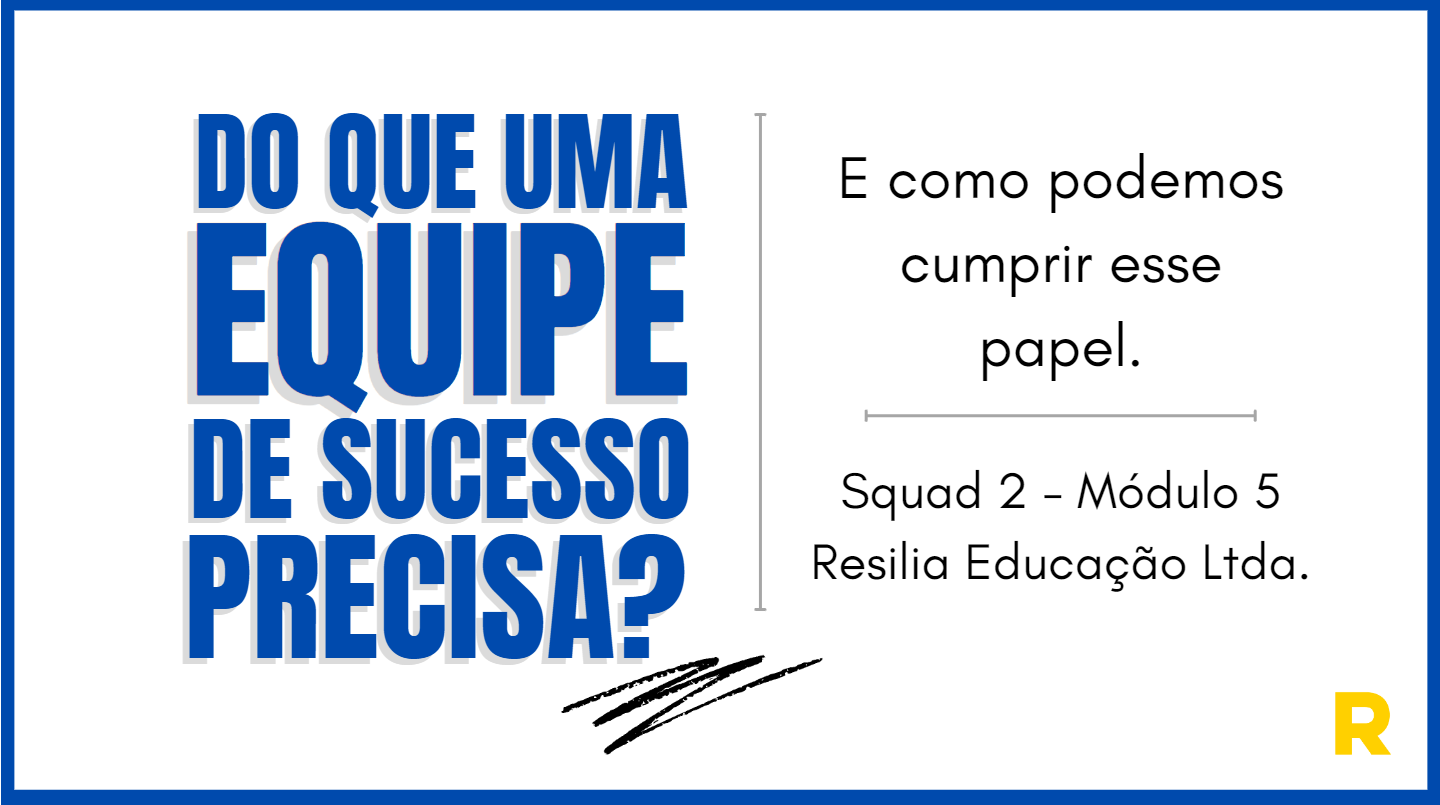 DO QUE UMA
EQUIPE
DE SUCESSO
PRECISA?
E como podemos
cumprir esse
papel.
Squad 2 - Módulo 5
Resilia Educação Ltda.
R